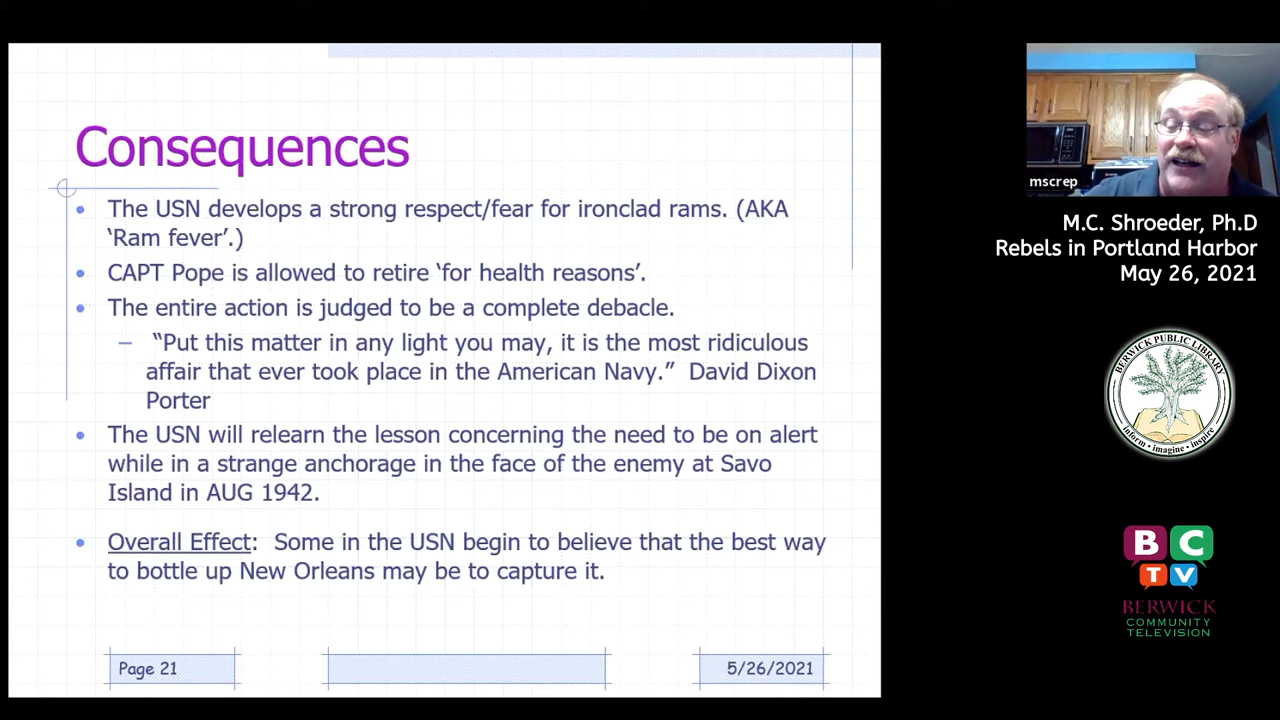 Consequences
The USN develops a strong respect/fear for ironclad rams. (AKA
‘Ram fever’.)
CAPT Pope is allowed to retire ‘for health reasons’.
The entire action is judged to be a complete debacle.
– “Put this matter in any light you may, it is the most ridiculous
affair that ever took place in the American Navy.” David Dixon
Porter
The USN will relearn the lesson concerning the need to be on alert
while in a strange anchorage in the face of the enemy at Savo
Island in AUG 1942.
Overall Effect: Some in the USN begin to believe that the best way
to bottle up New Orleans may be to capture it.
Page 21
5/26/2021
mscrep
M.C. Shroeder, Ph.D
Rebels in Portland Harbor
May 26, 2021
BERWICK PUBLIC LIBRARY
inform • imagine • inspire
B C
T V
BERWICK
COMMUNITY
TELEVISION